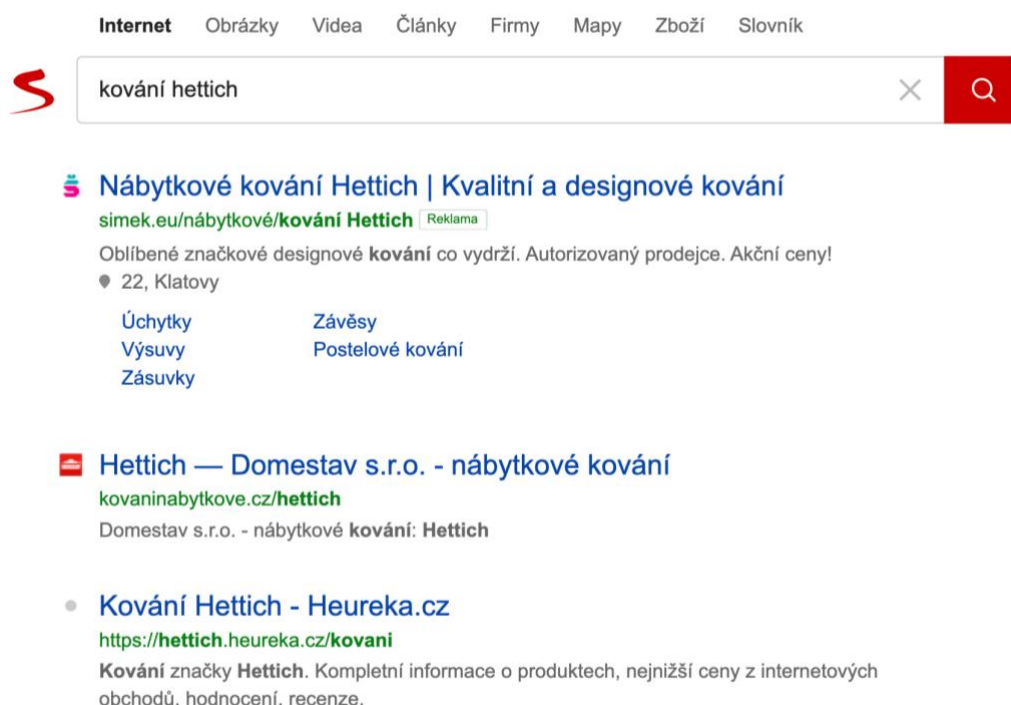 Internet Obrázky Videa Články Firmy Mapy Zboží Slovník
kování hettich
Nábytkové kování Hettich | Kvalitní a designové kování
simek.eu/nábytkové/kování Hettich Reklama
Oblíbené značkové designové kování co vydrží. Autorizovaný prodejce. Akční ceny!
22, Klatovy
Úchytky Závěsy
Výsuvy Postelové kování
Zásuvky
Hettich — Domestav s.r.o. - nábytkové kování
kovaninabytkove.cz/hettich
Domestav s.r.o. - nábytkové kování: Hettich
Kování Hettich - Heureka.cz
https://hettich.heureka.cz/kovani
Kování značky Hettich. Kompletní informace o produktech, nejnižší ceny z internetových
obchodů, hodnocení, recenze.